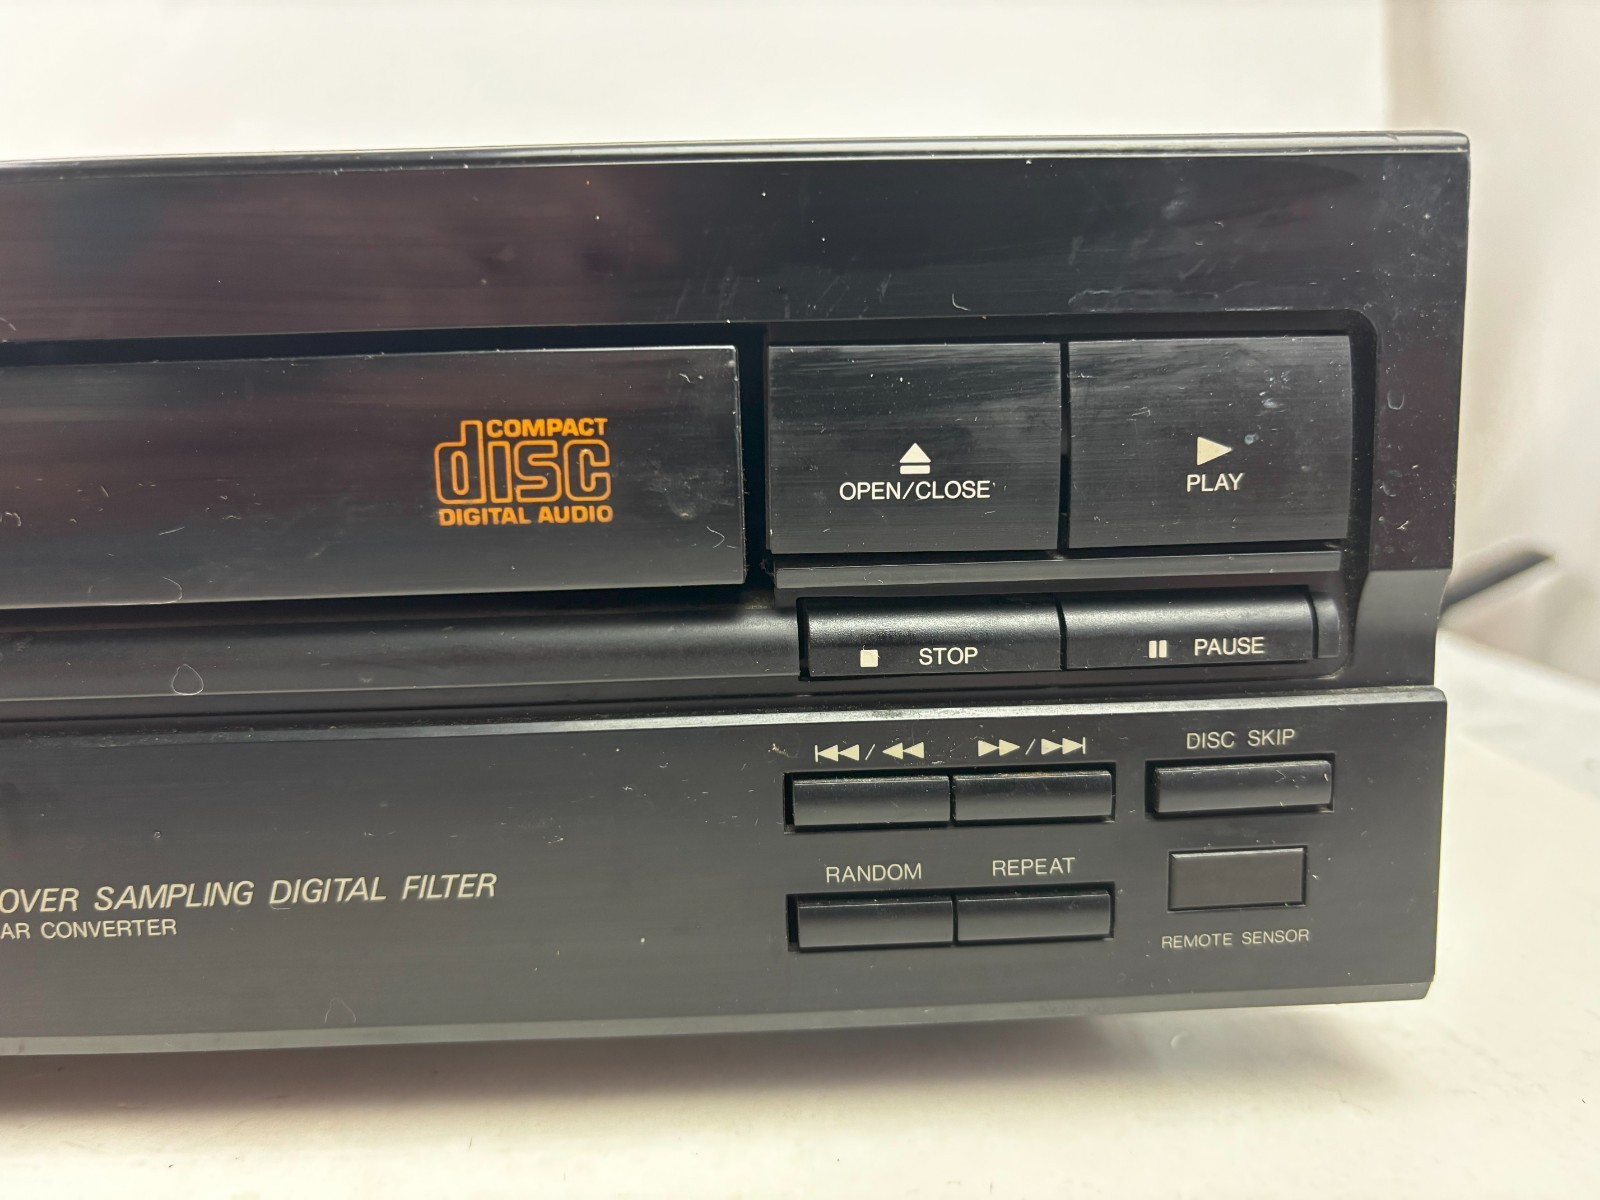 COMPACT
disc
DIGITAL AUDIO
OPEN/CLOSE
PLAY
STOP
PAUSE
DISC SKIP
RANDOM
REPEAT
REMOTE SENSOR
OVER SAMPLING DIGITAL FILTER
AR CONVERTER